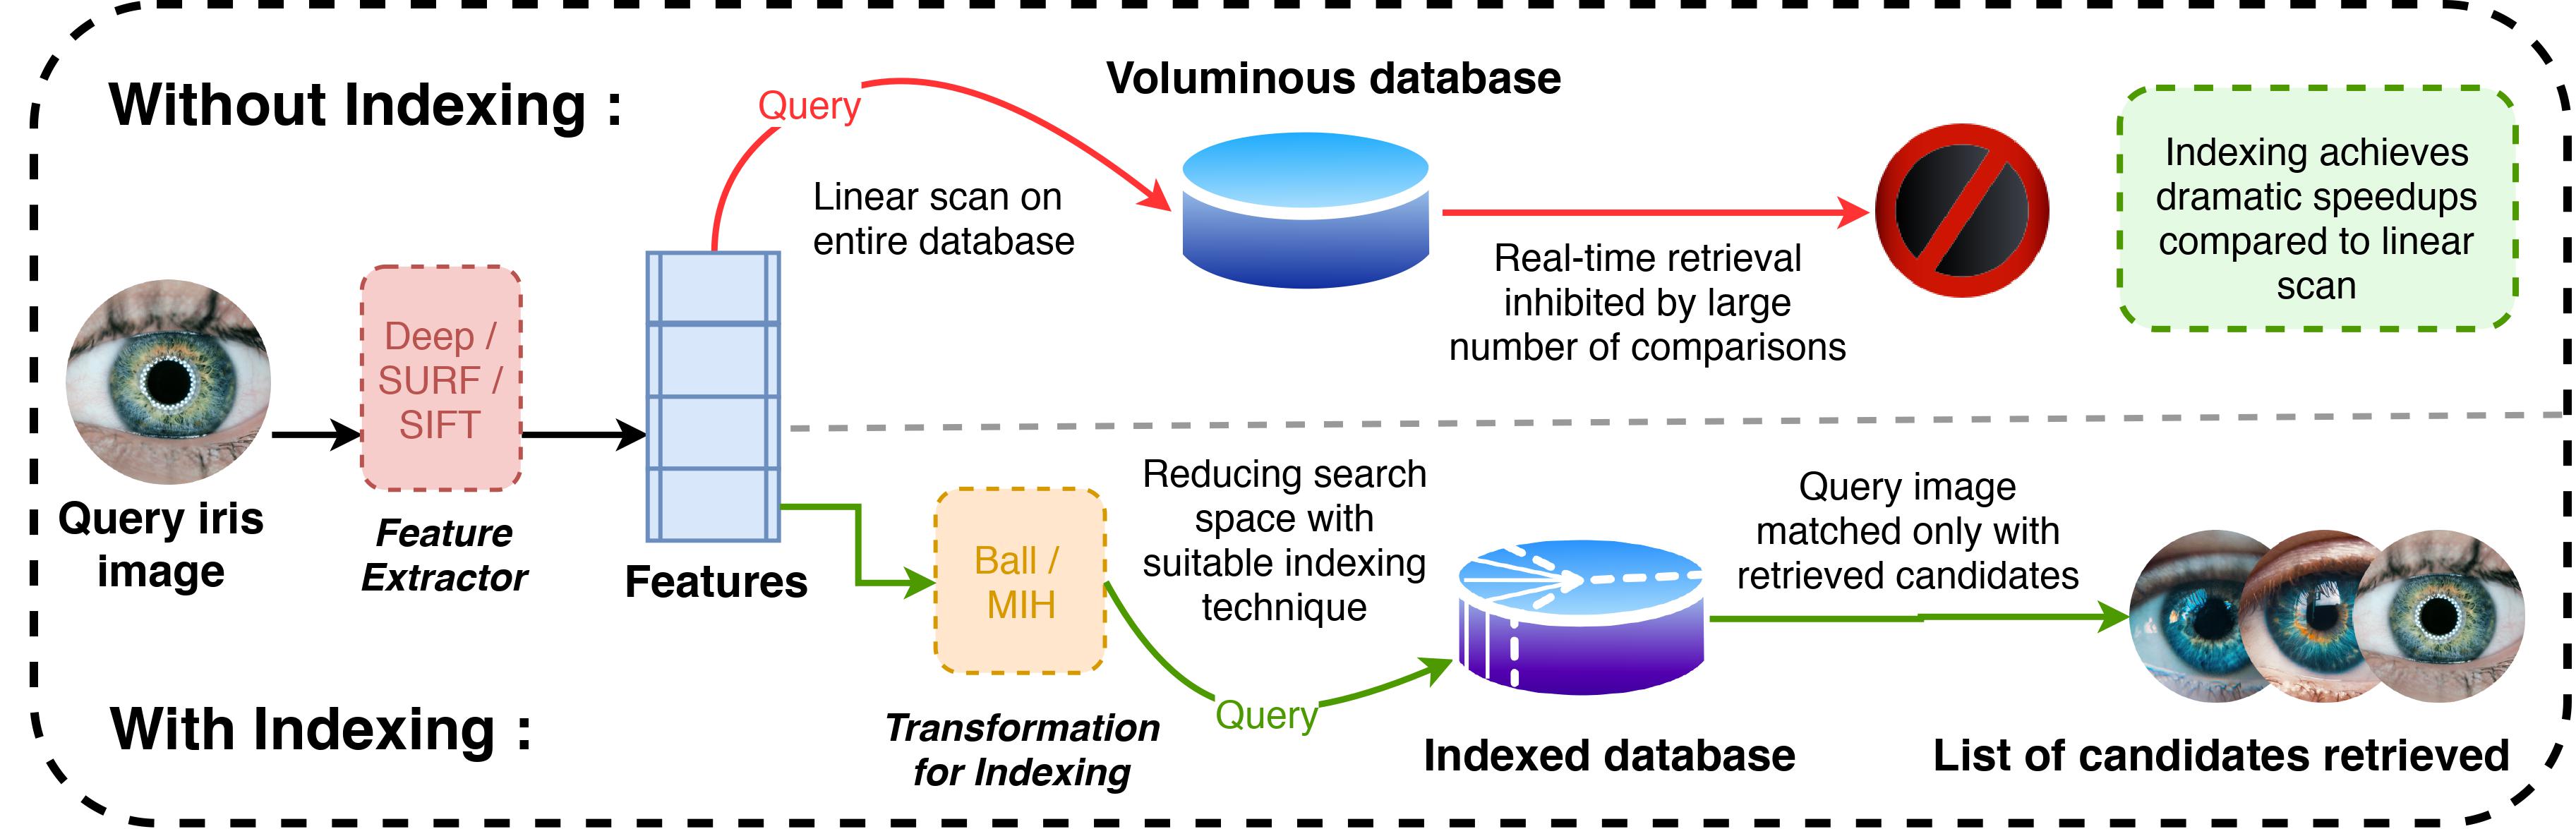 Without Indexing :
Query
Linear scan on
entire database
Voluminous database
Real-time retrieval
inhibited by large
number of comparisons
Indexing achieves
dramatic speedups
compared to linear
scan
Query iris
image
Deep /
SURF /
SIFT
Feature
Extractor
Features
With Indexing :
Ball /
MIH
Transformation
for Indexing
Reducing search
space with
suitable indexing
technique
Query
Indexed database
Query image
matched only with
retrieved candidates
List of candidates retrieved